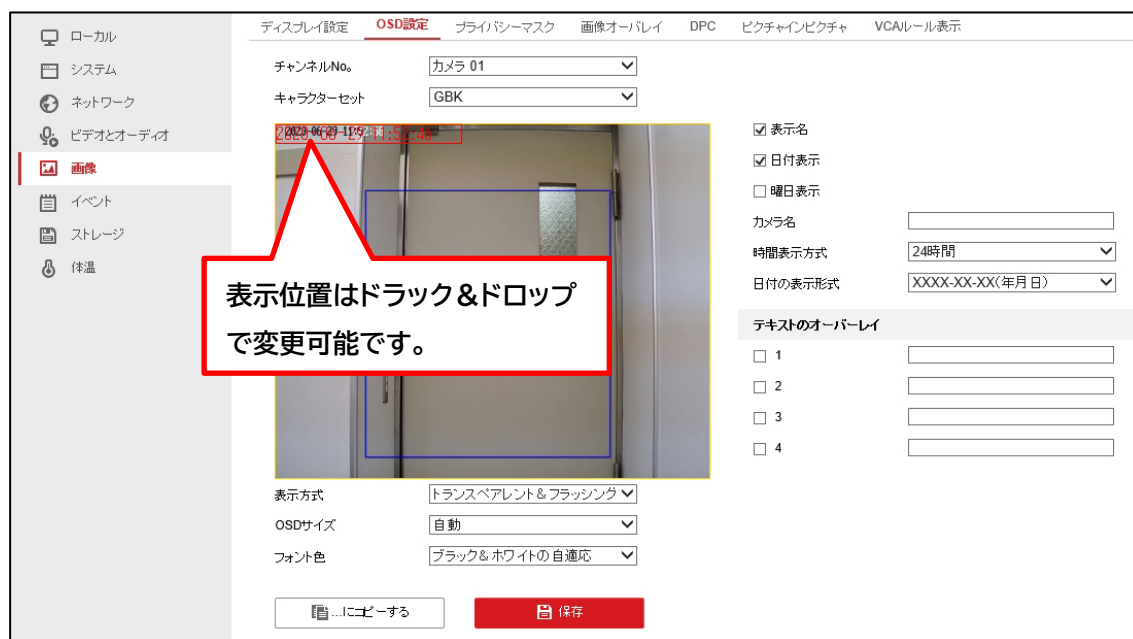 ローカル
システム
ネットワーク
ビデオとオーディオ
画像
イベント
ストレージ
体温
ディスプレイ設定 OSD設定 プライバシーマスク 画像オーバレイ DPC ピクチャインピクチャ VCAルール表示
チャンネルNo。 カメラ 01
キャラクターセット GBK
表示位置はドラック＆ドロップ
で変更可能です。
表示方式 トランスペアレント＆フラッシング
OSDサイズ 自動
フォント色 ブラック＆ホワイトの自適応
...にコピーする 保存
表示名
日付表示
曜日表示
カメラ名
時間表示方式 24時間
日付の表示形式 XXXX-XX-XX(年月日)
テキストのオーバーレイ
1
2
3
4